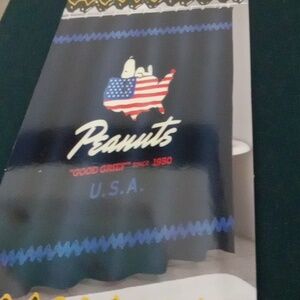 Peanuts
"GOOD GRIEF" SINCE 1950
U.S.A.